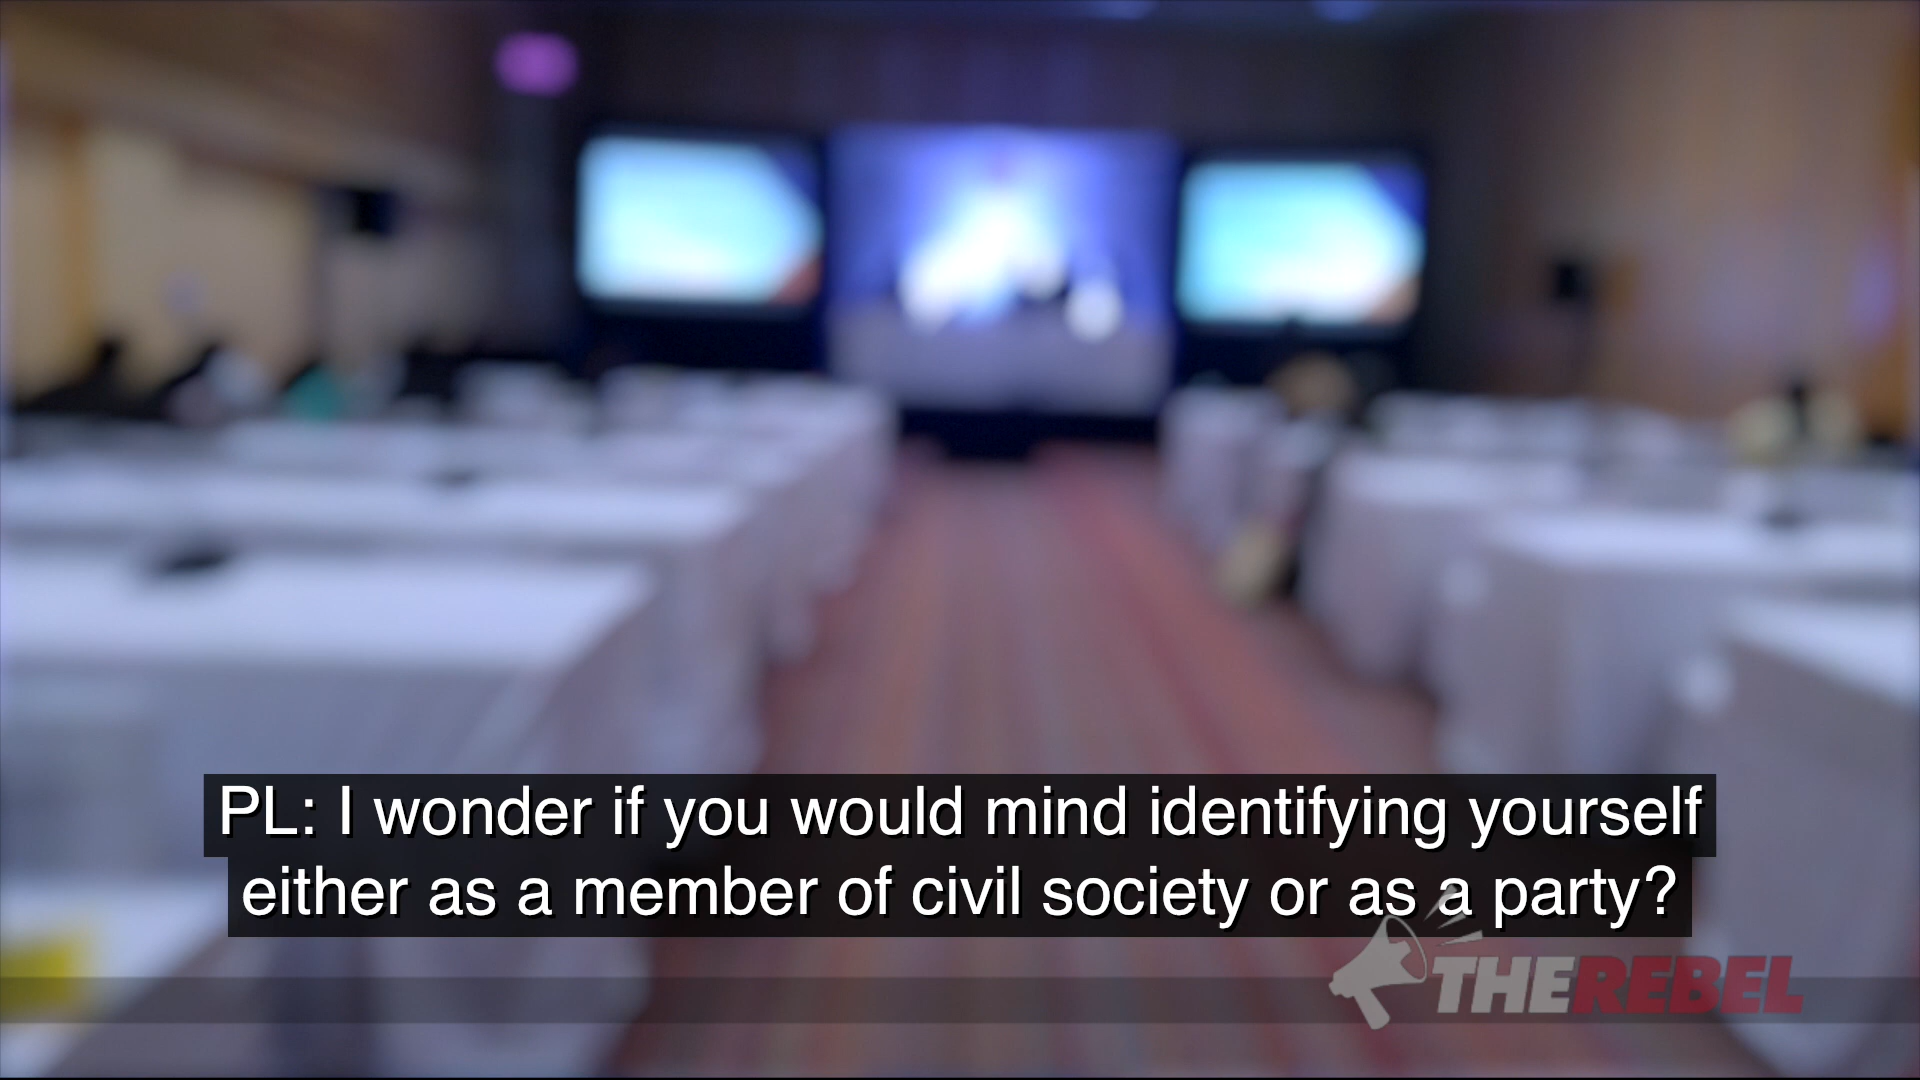 PL: I wonder if you would mind identifying yourself
either as a member of civil society or as a party?
THEREBEL